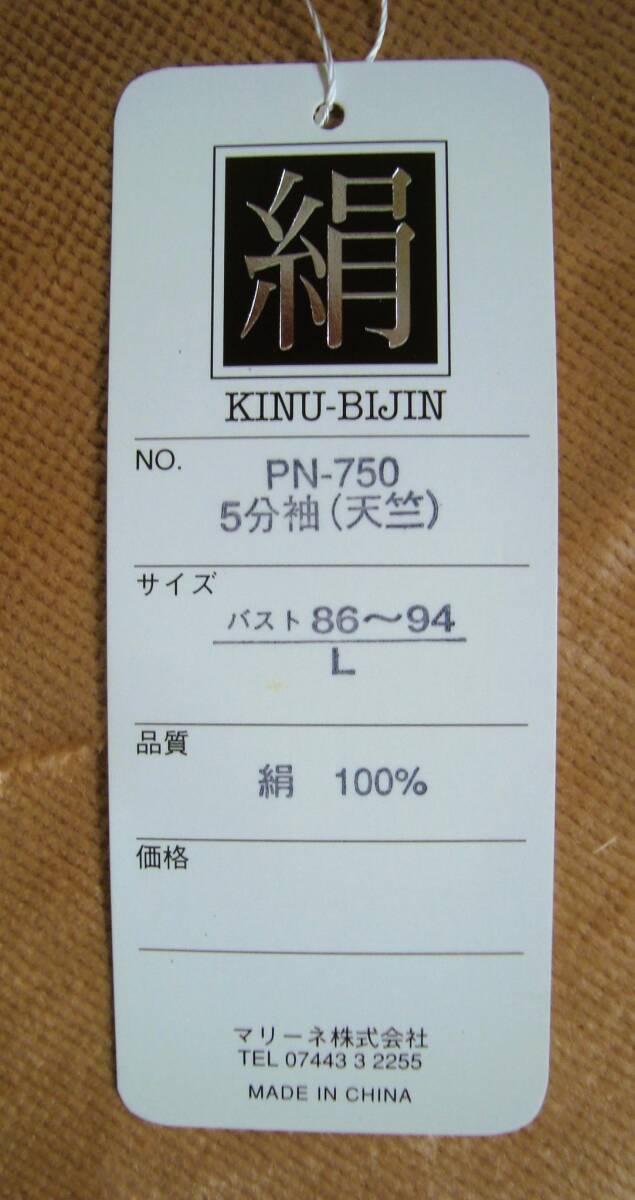 絹
KINU-BIJIN
NO.
PN-750
5分袖(天竺)
サイズ
バスト 86〜94
L
品質
絹 100%
価格
マリーネ株式会社
TEL 07443 3 2255
MADE IN CHINA